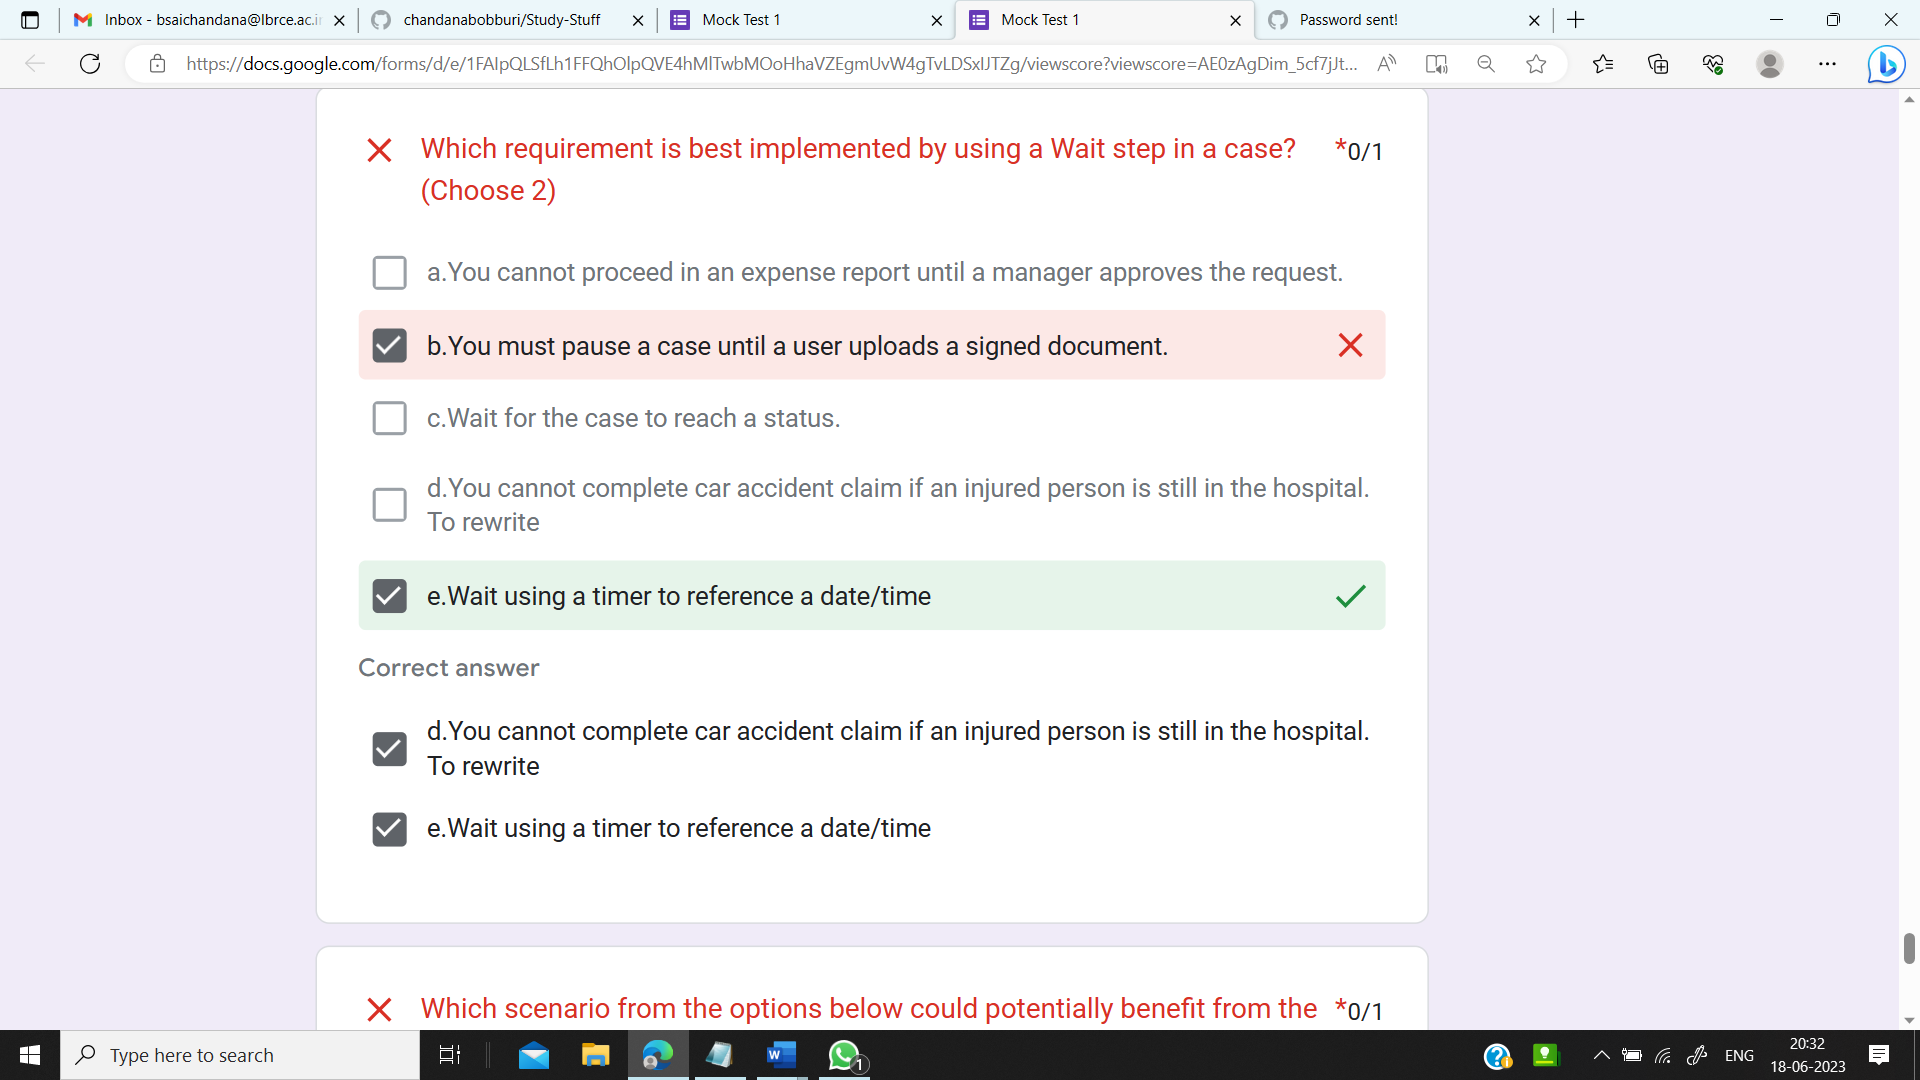 Inbox - bsaichandana@lbrce.ac.in
chandanabobburi/Study-Stuff
Mock Test 1
Mock Test 1
Password sent!
https://docs.google.com/forms/d/e/
Which requirement is best implemented by using a Wait step in a case? *0/1
(Choose 2)
a.You cannot proceed in an expense report until a manager approves the request.
b.You must pause a case until a user uploads a signed document.
c.Wait for the case to reach a status.
d.You cannot complete car accident claim if an injured person is still in the hospital.
To rewrite
e.Wait using a timer to reference a date/time
Correct answer
d.You cannot complete car accident claim if an injured person is still in the hospital.
To rewrite
e.Wait using a timer to reference a date/time
Which scenario from the options below could potentially benefit from the *0/1
Type here to search
1
ENG
20:32
18-06-2023